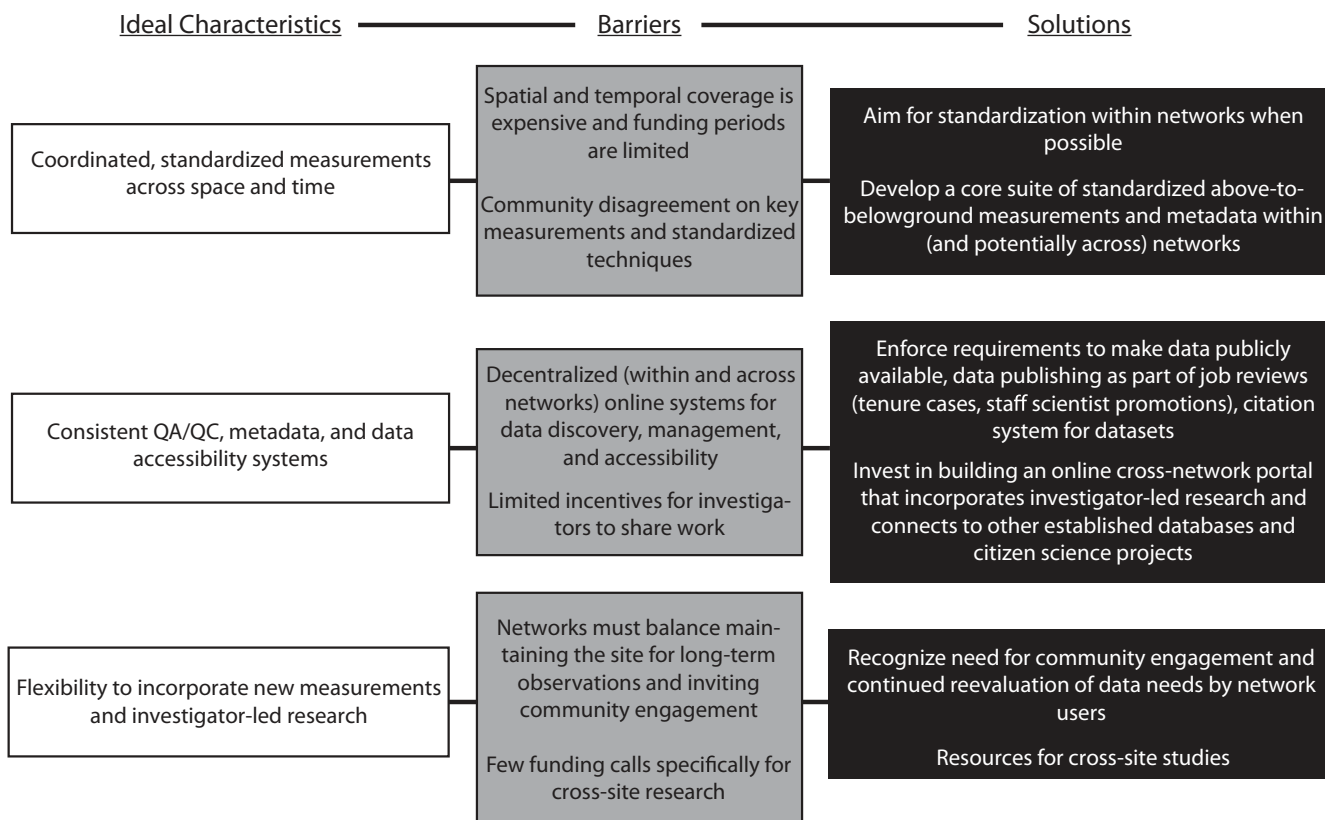 Ideal Characteristics
Barriers
Solutions
Coordinated, standardized measurements
across space and time
Spatial and temporal coverage is
expensive and funding periods
are limited
Community disagreement on key
measurements and standardized
techniques
Aim for standardization within networks when
possible
Develop a core suite of standardized above-to-
belowground measurements and metadata within
(and potentially across) networks
Consistent QA/QC, metadata, and data
accessibility systems
Decentralized (within and across
networks) online systems for
data discovery, management,
and accessibility
Limited incentives for investiga-
tors to share work
Enforce requirements to make data publicly
available, data publishing as part of job reviews
(tenure cases, staff scientist promotions), citation
system for datasets
Invest in building an online cross-network portal
that incorporates investigator-led research and
connects to other established databases and
citizen science projects
Flexibility to incorporate new measurements
and investigator-led research
Networks must balance main-
taining the site for long-term
observations and inviting
community engagement
Few funding calls specifically for
cross-site research
Recognize need for community engagement and
continued reevaluation of data needs by network
users
Resources for cross-site studies